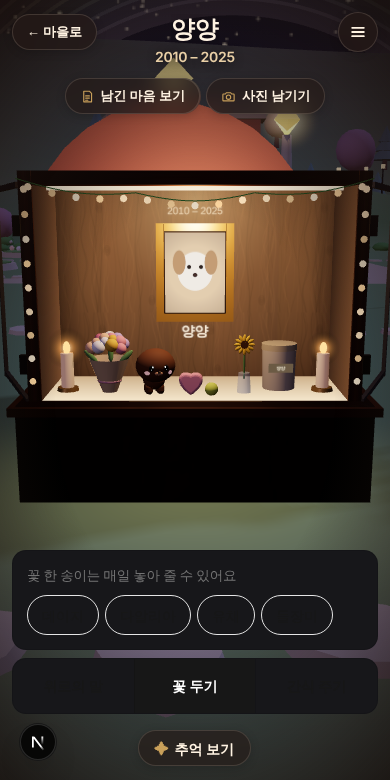 ← 마을로
양양
2010 – 2025
남긴 마음 보기
사진 남기기
2010 – 2025
양양
꽃 한 송이는 매일 놓아 줄 수 있어요
꽃 두기
N
추억 보기